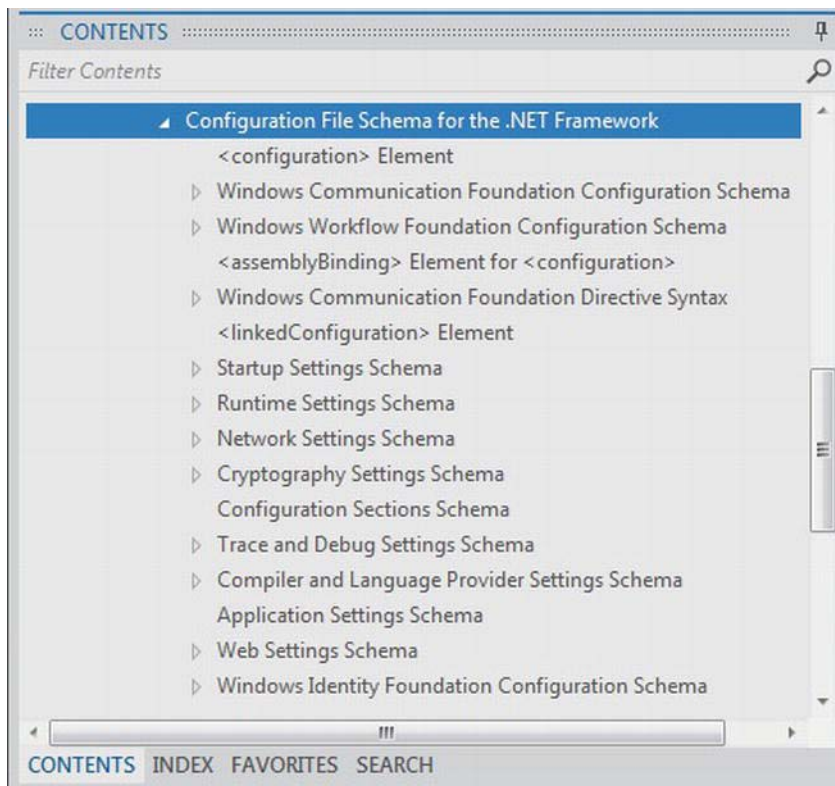 CONTENTS
Filter Contents
Configuration File Schema for the .NET Framework
<configuration> Element
Windows Communication Foundation Configuration Schema
Windows Workflow Foundation Configuration Schema
<assemblyBinding> Element for <configuration>
Windows Communication Foundation Directive Syntax
<linkedConfiguration> Element
Startup Settings Schema
Runtime Settings Schema
Network Settings Schema
Cryptography Settings Schema
Configuration Sections Schema
Trace and Debug Settings Schema
Compiler and Language Provider Settings Schema
Application Settings Schema
Web Settings Schema
Windows Identity Foundation Configuration Schema
CONTENTS INDEX FAVORITES SEARCH